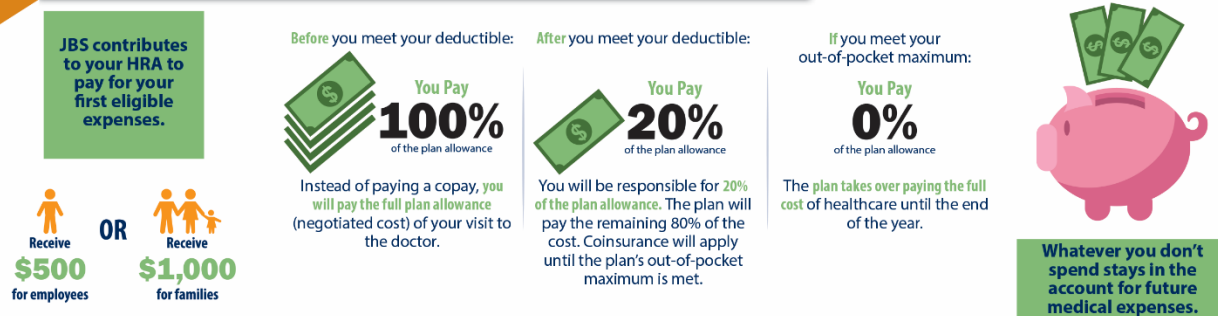 JBS contributes
to your HRA to
pay for your
first eligible
expenses.
Receive
$500
for employees
OR
Receive
$1,000
for families
Before you meet your deductible:
You Pay
100%
of the plan allowance
Instead of paying a copay, you
will pay the full plan allowance
(negotiated cost) of your visit to
the doctor.
After you meet your deductible:
You Pay
20%
of the plan allowance
You will be responsible for 20%
of the plan allowance. The plan will
pay the remaining 80% of the
cost. Coinsurance will apply
until the plan's out-of-pocket
maximum is met.
If you meet your
out-of-pocket maximum:
You Pay
0%
of the plan allowance
The plan takes over paying the full
cost of healthcare until the end
of the year.
Whatever you don't
spend stays in the
account for future
medical expenses.